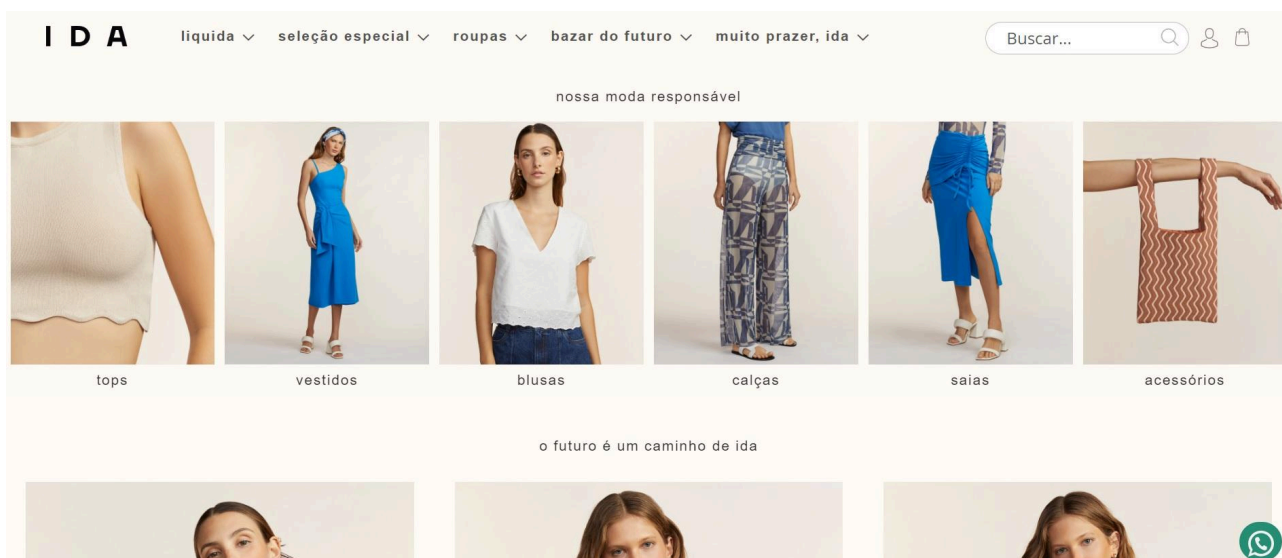 IDA
liquida
seleção especial
roupas
bazar do futuro
muito prazer, ida
Buscar...
nossa moda responsável
tops
vestidos
blusas
calças
saias
acessórios
o futuro é um caminho de ida